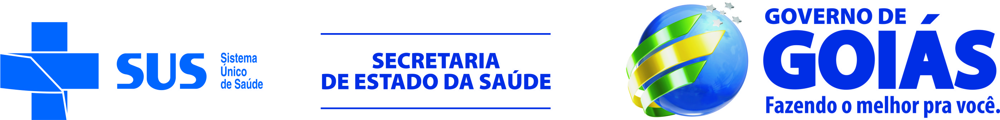 SUS
Sistema
Único
de Saúde
SECRETARIA
DE ESTADO DA SAÚDE
GOVERNO DE
GOIÁS
Fazendo o melhor pra você.